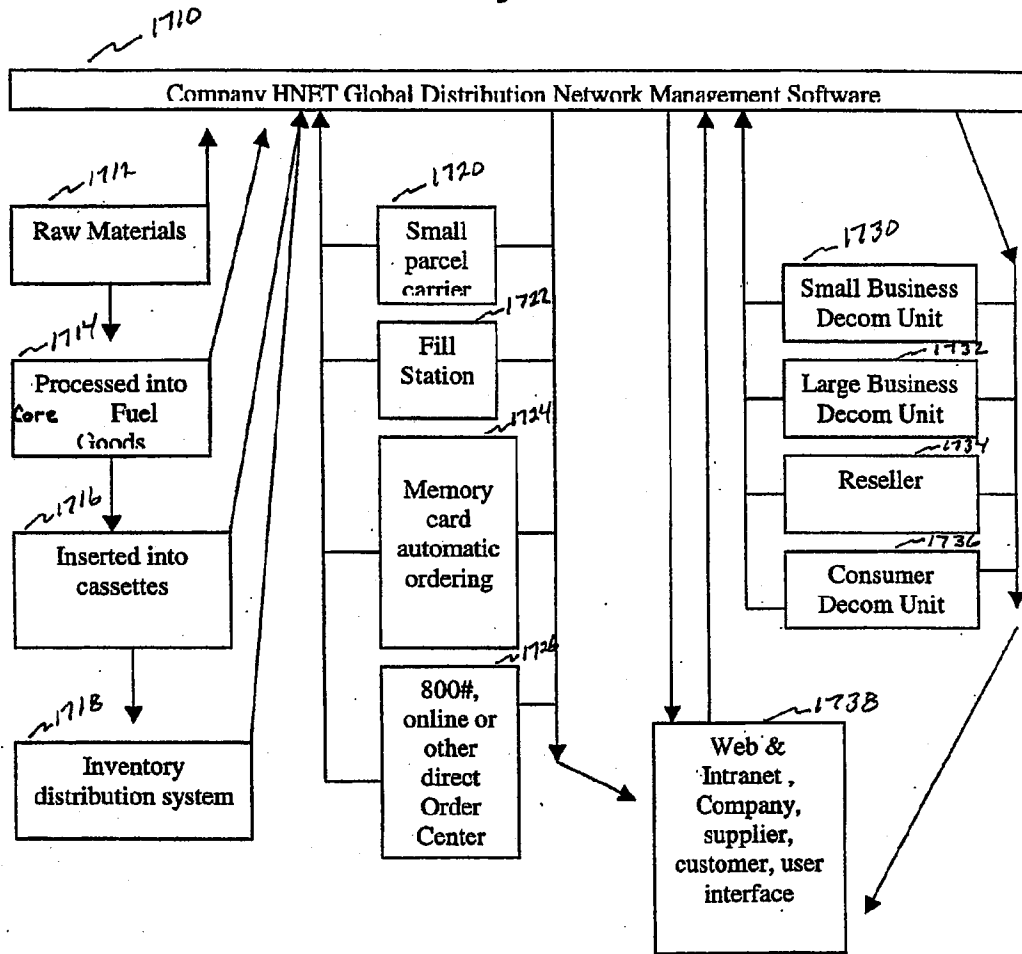 1710
Company HNET Global Distribution Network Management Software
1712
Raw Materials
1714
Processed into
Core Fuel
Goods
1716
Inserted into
cassettes
1718
Inventory
distribution system
1720
Small
parcel
carrier
1722
Fill
Station
1724
Memory
card
automatic
ordering
1726
800#,
online or
other
direct
Order
Center
1730
Small Business
Decom Unit
1732
Large Business
Decom Unit
1734
Reseller
1736
Consumer
Decom Unit
1738
Web &
Intranet ,
Company,
supplier,
customer, user
interface